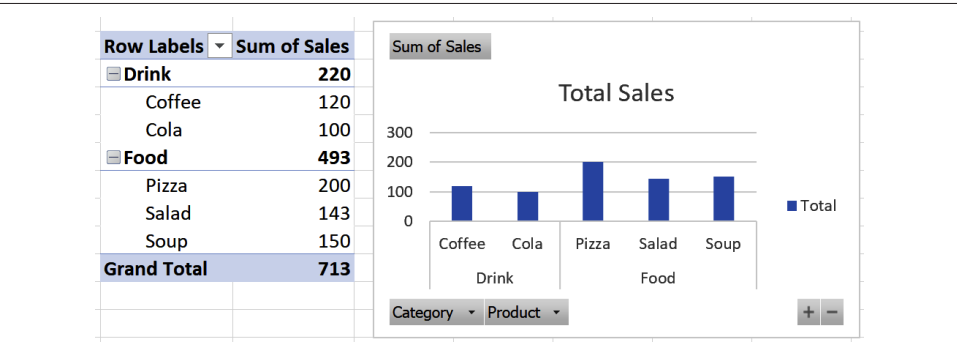 Row Labels Sum of Sales
Drink 220
Coffee 120
Cola 100
Food 493
Pizza 200
Salad 143
Soup 150
Grand Total 713
Sum of Sales
Total Sales
300
200
100
0
Coffee Cola Pizza Salad Soup
Drink Food
Total
Category Product